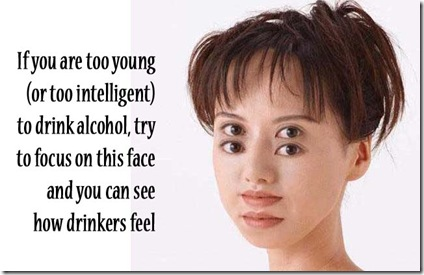 If you are too young
(or too intelligent)
to drink alcohol, try
to focus on this face
and you can see
how drinkers feel